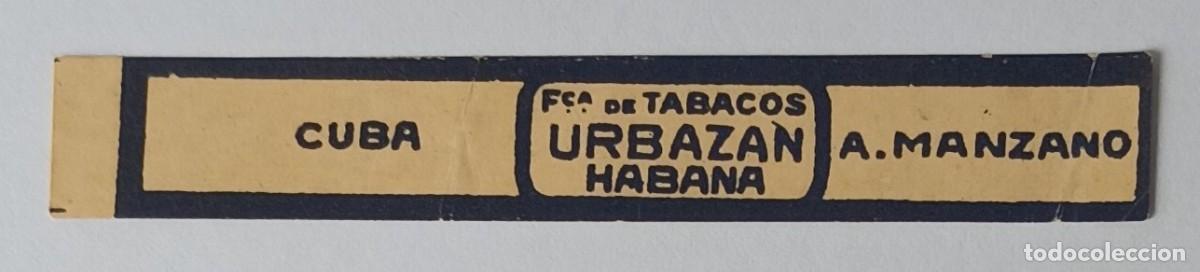 CUBA
Fᶜᴬ DE TABACOS
URBAZAN
HABANA
A. MANZANO
todocoleccion